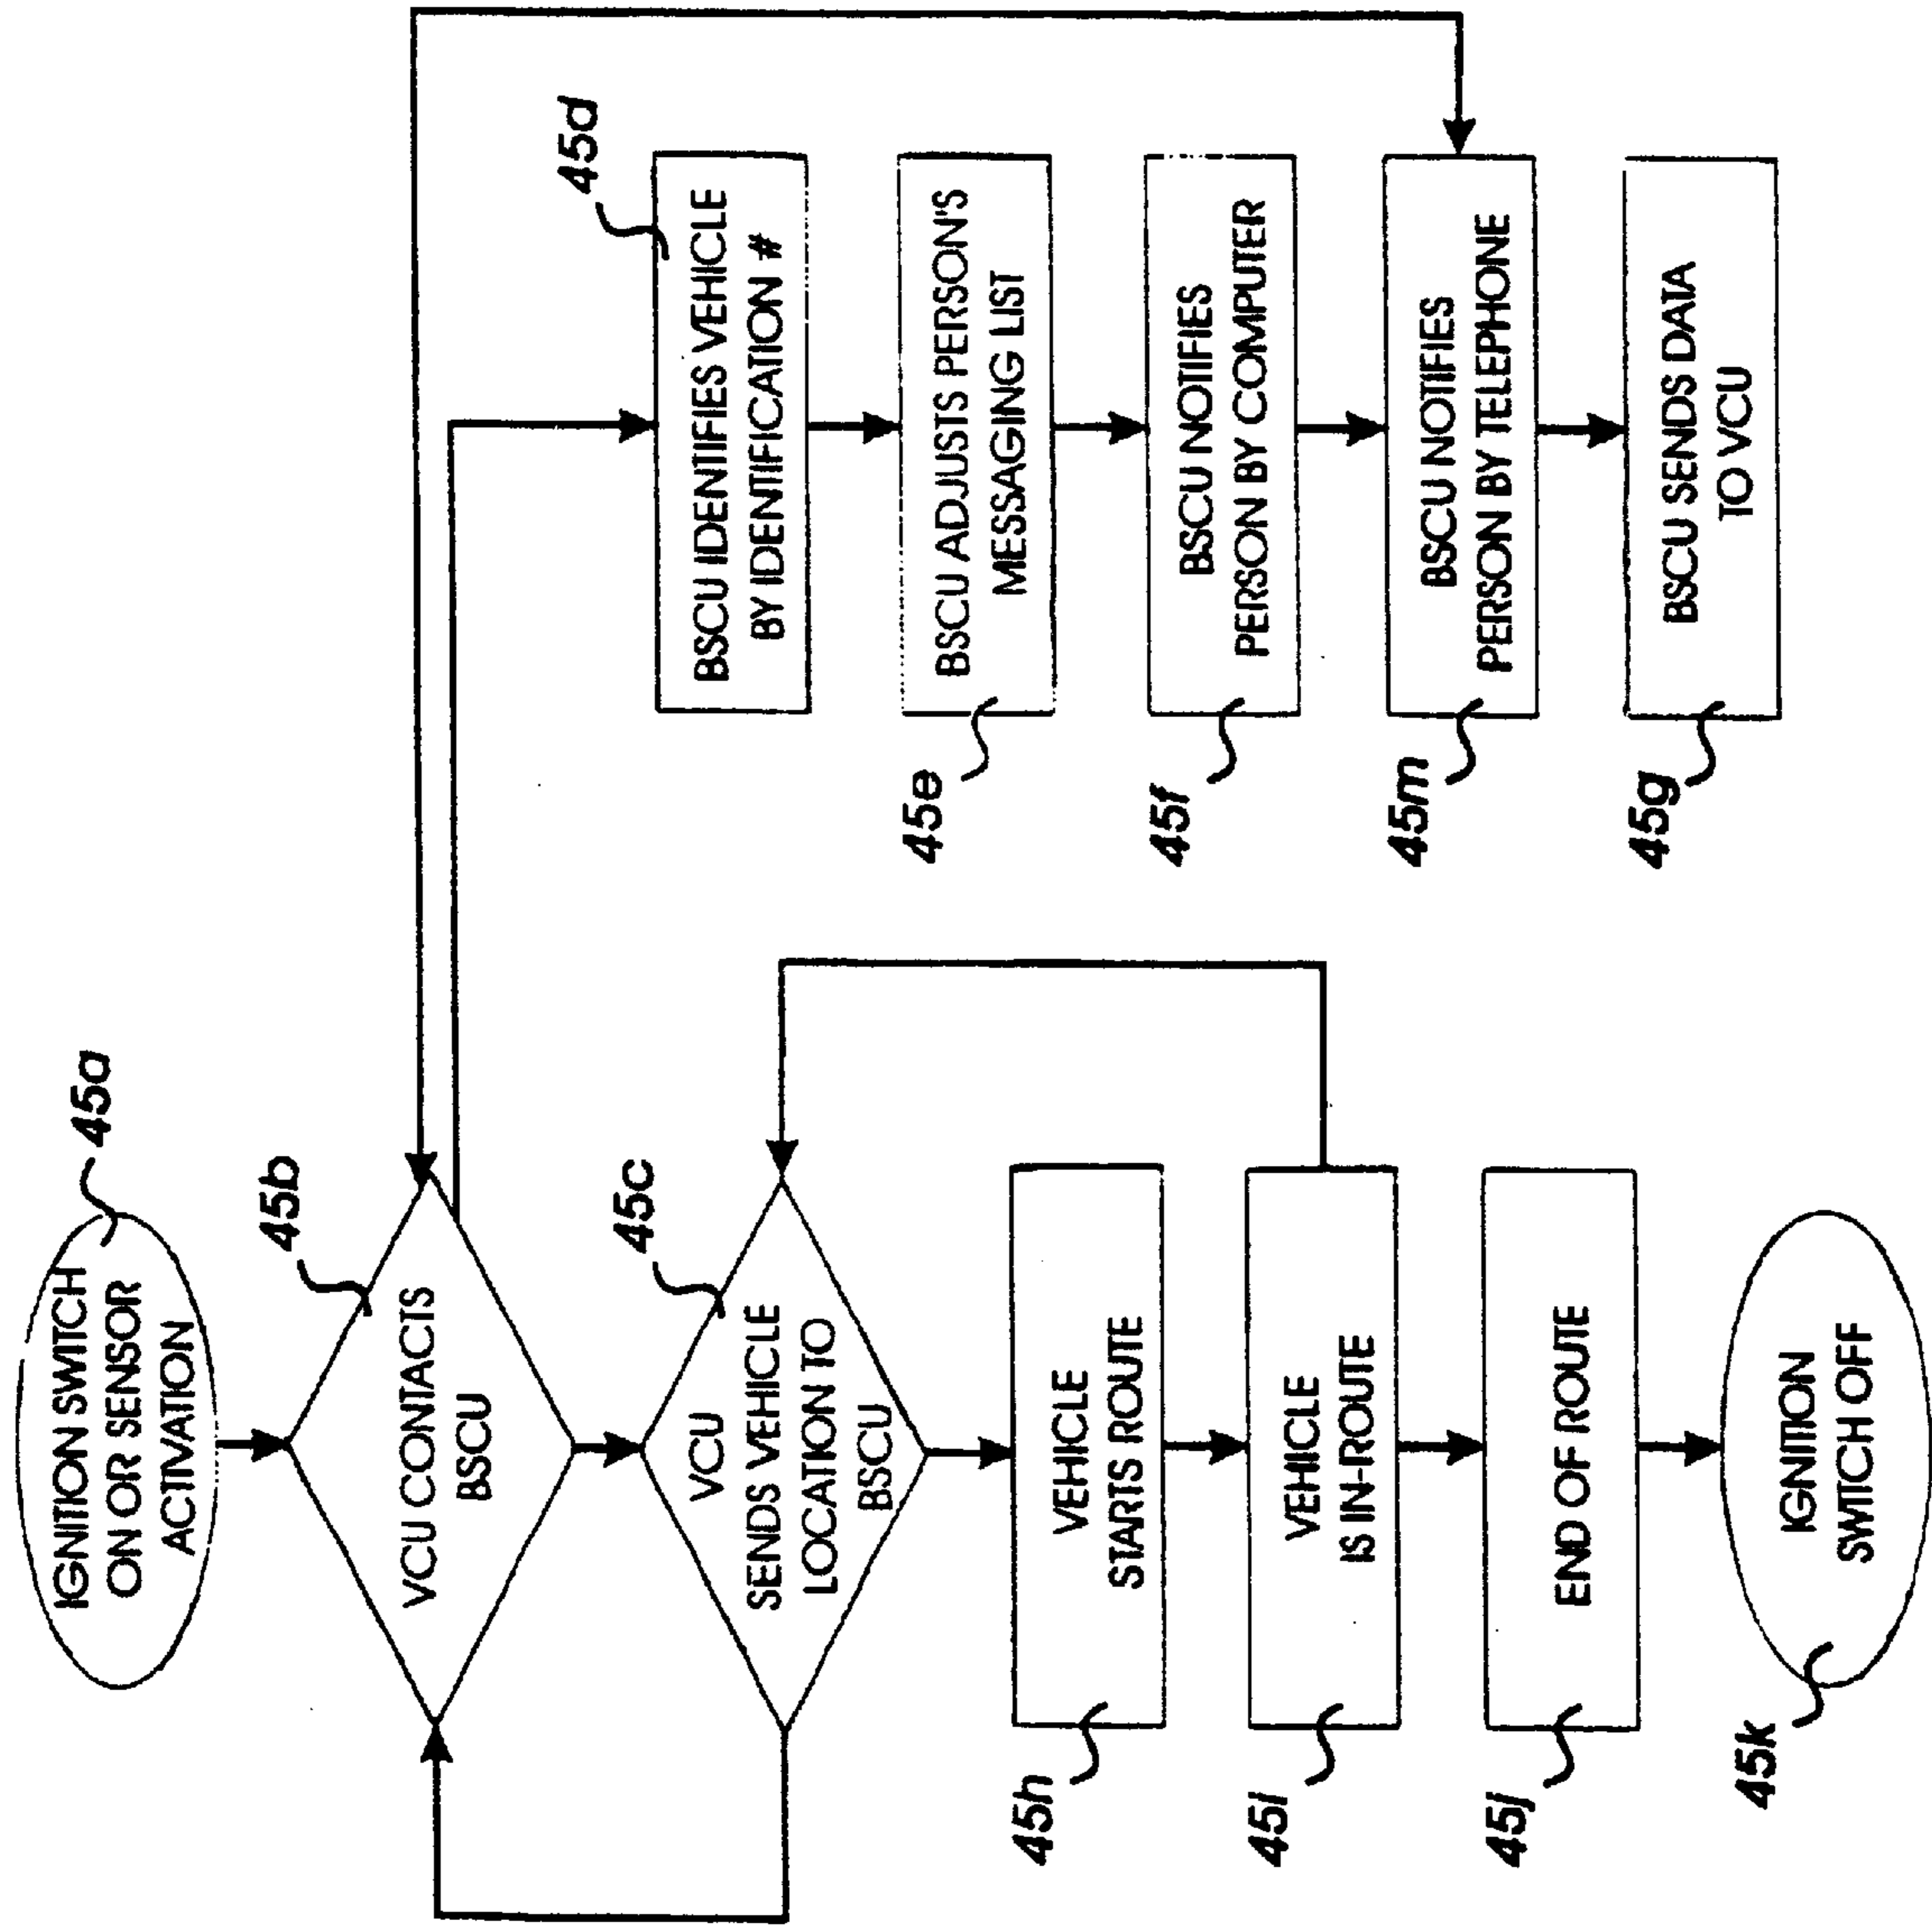 45a
IGNITION SWITCH
ON OR SENSOR
ACTIVATION
45b
VCU CONTACTS
BSCU
45c
VCU
SENDS VEHICLE
LOCATION TO
BSCU
45h
VEHICLE
STARTS ROUTE
45i
VEHICLE
IS IN-ROUTE
45j
END OF ROUTE
45k
IGNITION
SWITCH OFF
45d
BSCU IDENTIFIES VEHICLE
BY IDENTIFICATION #
45e
BSCU ADJUSTS PERSON'S
MESSAGING LIST
45f
BSCU NOTIFIES
PERSON BY COMPUTER
45m
BSCU NOTIFIES
PERSON BY TELEPHONE
45g
BSCU SENDS DATA
TO VCU